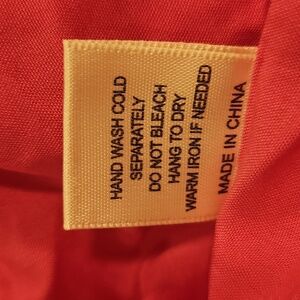 HAND WASH COLD
SEPARATELY
DO NOT BLEACH
HANG TO DRY
WARM IRON IF NEEDED
MADE IN CHINA